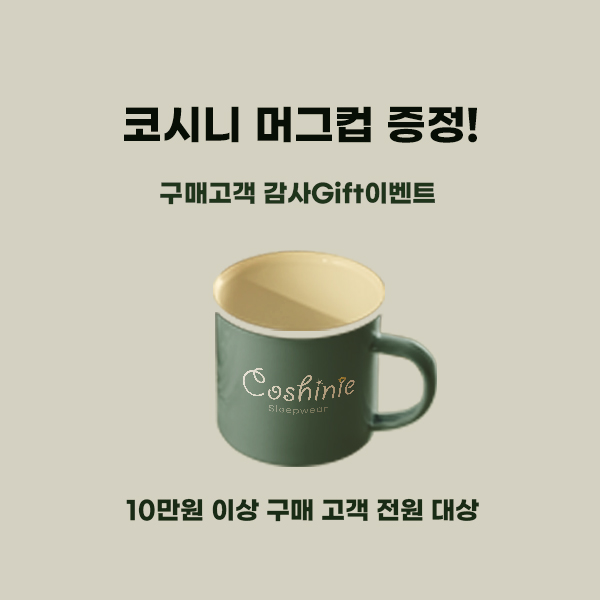 코시니 머그컵 증정!
구매고객 감사Gift이벤트
Coshinie
Sleepwear
10만원 이상 구매 고객 전원 대상